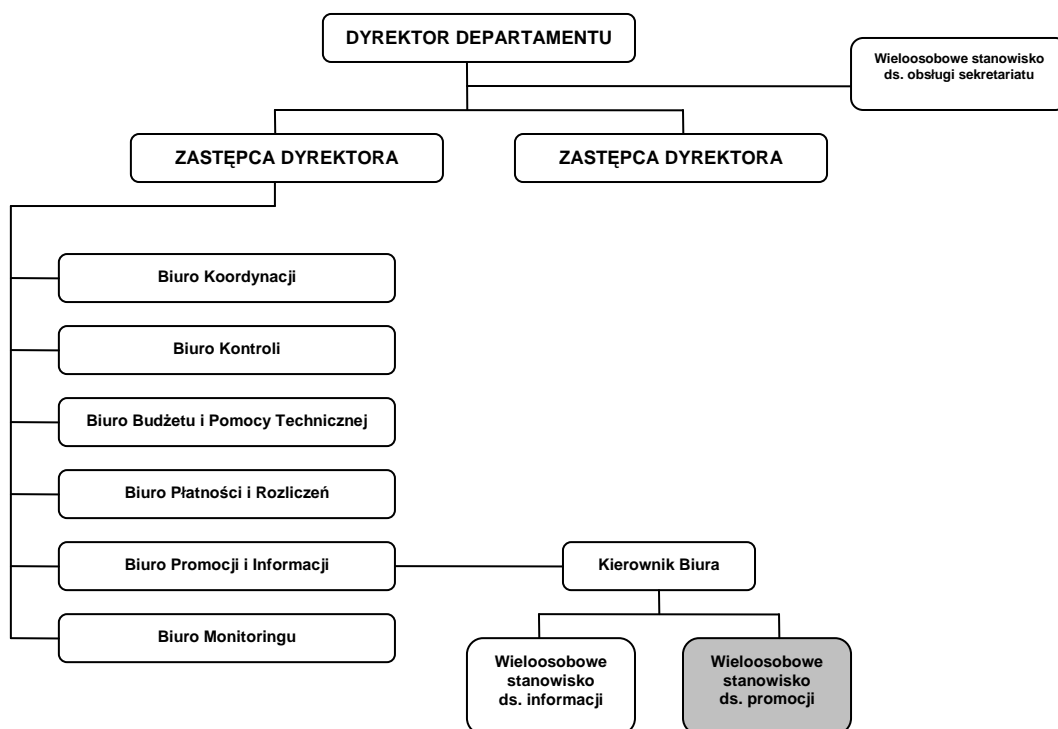 DYREKTOR DEPARTAMENTU
Wieloosobowe stanowisko
ds. obsługi sekretariatu
ZASTĘPCA DYREKTORA
ZASTĘPCA DYREKTORA
Biuro Koordynacji
Biuro Kontroli
Biuro Budżetu i Pomocy Technicznej
Biuro Płatności i Rozliczeń
Biuro Promocji i Informacji
Kierownik Biura
Biuro Monitoringu
Wieloosobowe
stanowisko
ds. informacji
Wieloosobowe
stanowisko
ds. promocji